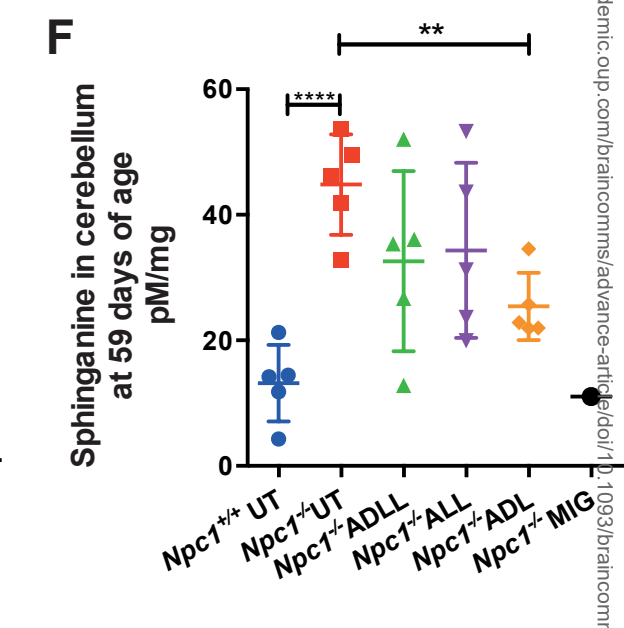 F
**
****
Sphinganine in cerebellum
at 59 days of age
pM/mg
60
40
20
0
Npc1+/+ UT
Npc1-/-UT
Npc1-/-ADLL
Npc1-/-ALL
Npc1-/-ADL
Npc1-/- MIG
demic.oup.com/braincomms/advance-article/doi/10.1093/braincomm